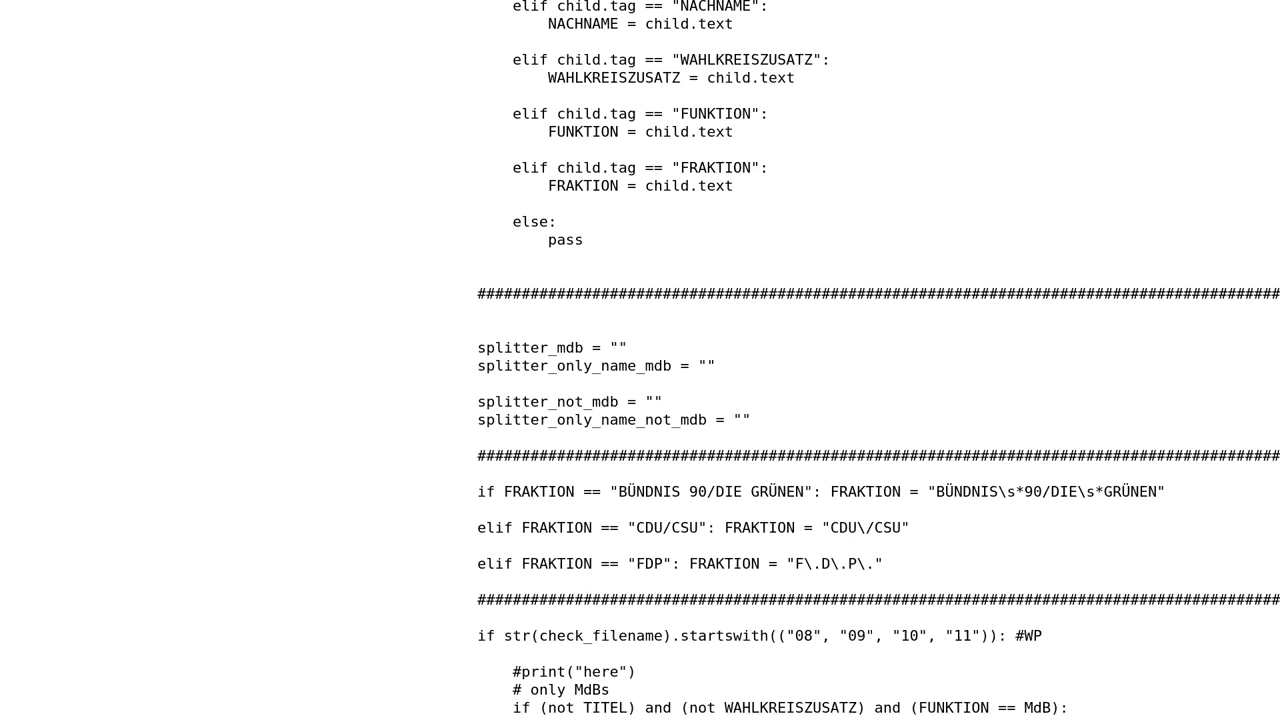 elif child.tag == "NACHNAME":
NACHNAME = child.text
elif child.tag == "WAHLKREISZUSATZ":
WAHLKREISZUSATZ = child.text
elif child.tag == "FUNKTION":
FUNKTION = child.text
elif child.tag == "FRAKTION":
FRAKTION = child.text
else:
pass
###########################################################################################
splitter_mdb = ""
splitter_only_name_mdb = ""
splitter_not_mdb = ""
splitter_only_name_not_mdb = ""
###########################################################################################
if FRAKTION == "BÜNDNIS 90/DIE GRÜNEN": FRAKTION = "BÜNDNIS\s*90/DIE\s*GRÜNEN"
elif FRAKTION == "CDU/CSU": FRAKTION = "CDU\/CSU"
elif FRAKTION == "FDP": FRAKTION = "F\.D\.P\."
###########################################################################################
if str(check_filename).startswith(("08", "09", "10", "11")): #WP
#print("here")
# only MdBs
if (not TITEL) and (not WAHLKREISZUSATZ) and (FUNKTION == MdB):